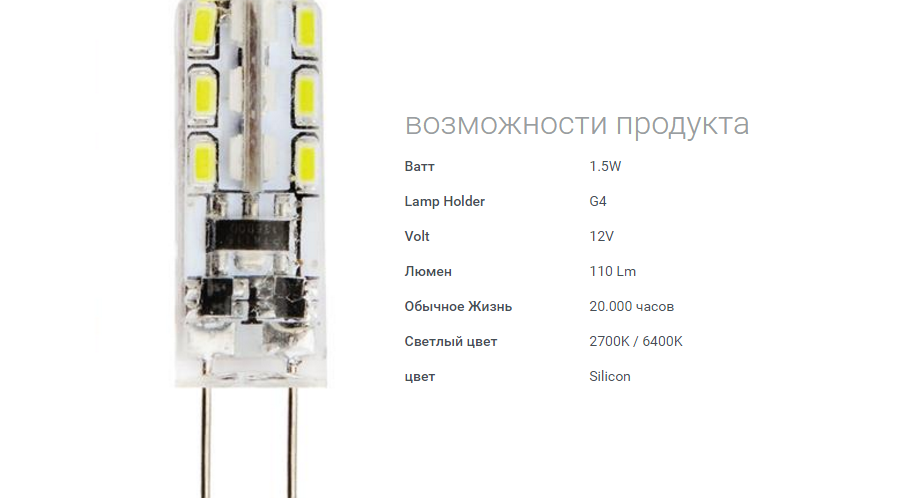 возможности продукта
Ватт 1.5W
Lamp Holder G4
Volt 12V
Люмен 110 Lm
Обычное Жизнь 20.000 часов
Светлый цвет 2700K / 6400K
цвет Silicon